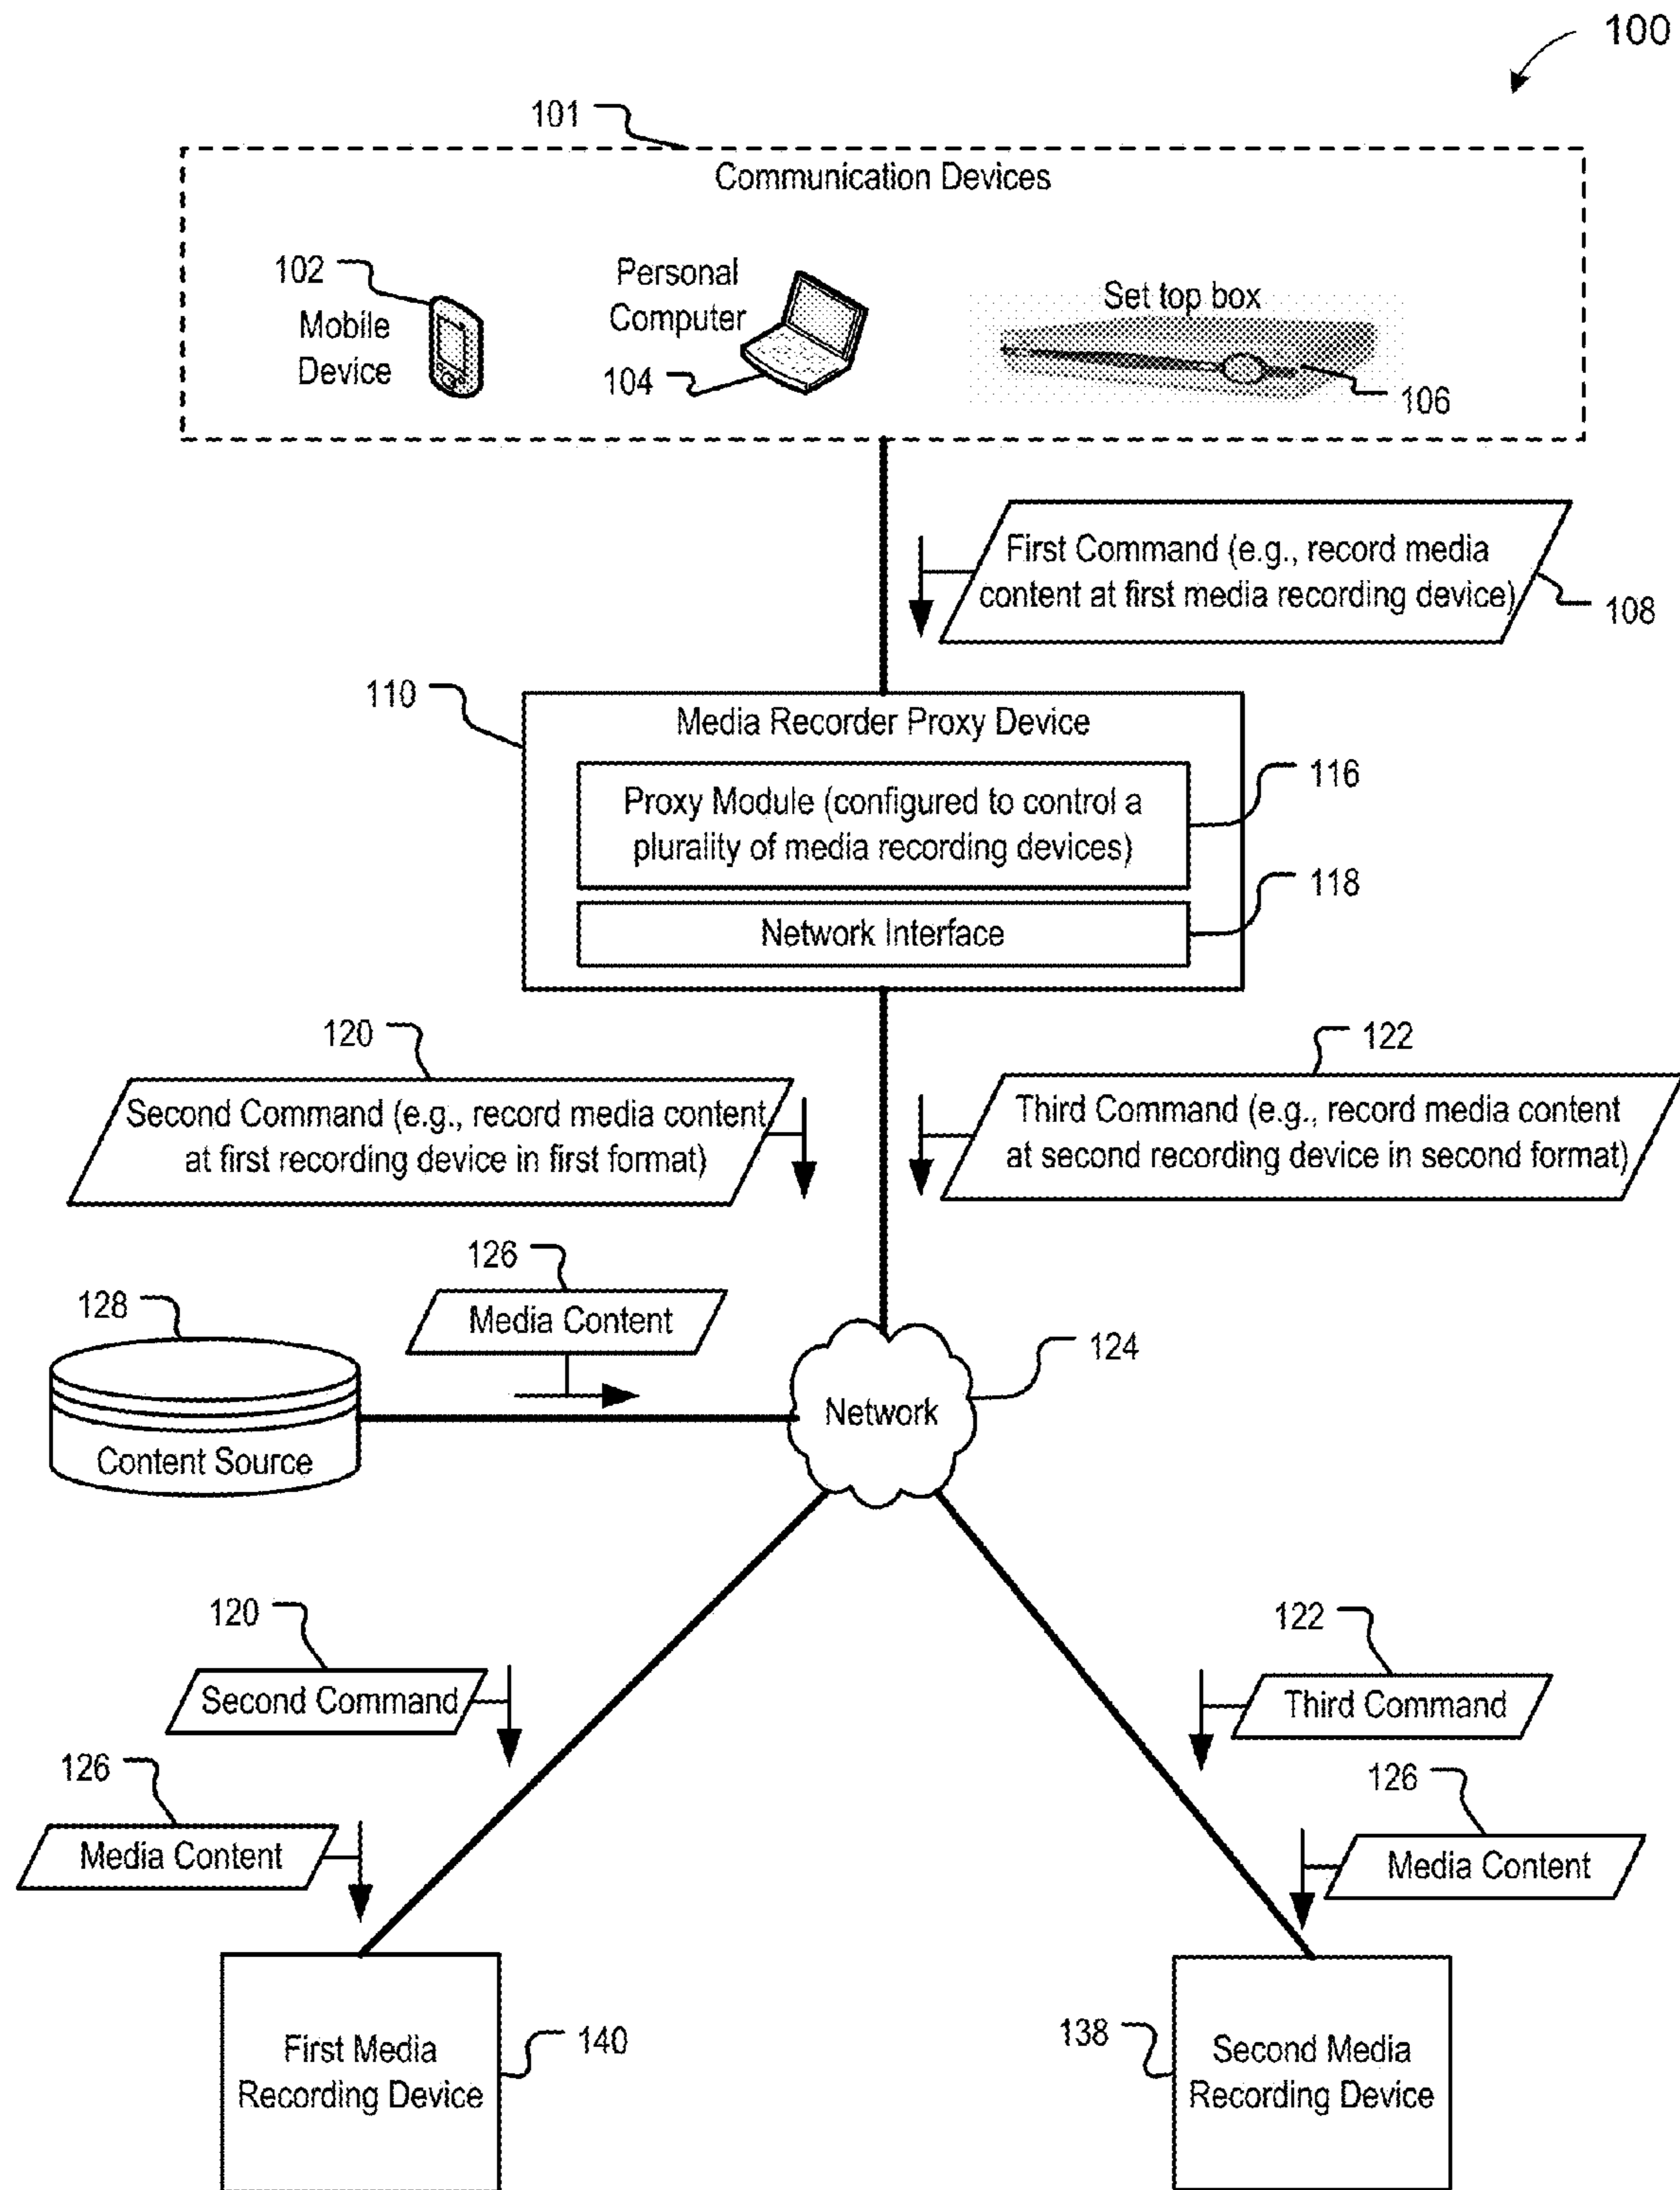 100
101
Communication Devices
102
Mobile
Device
Personal
Computer
104
Set top box
106
First Command (e.g., record media
content at first media recording device)
108
110
Media Recorder Proxy Device
Proxy Module (configured to control a
plurality of media recording devices)
116
Network Interface
118
120
Second Command (e.g., record media content
at first recording device in first format)
122
Third Command (e.g., record media content
at second recording device in second format)
126
Media Content
128
Content Source
Network
124
120
Second Command
122
Third Command
126
Media Content
126
Media Content
First Media
Recording Device
140
138
Second Media
Recording Device